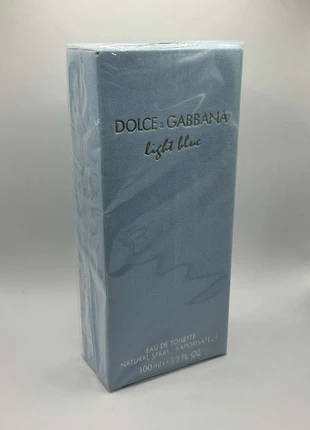 DOLCE & GABBANA
light blue
EAU DE TOILETTE
NATURAL SPRAY - VAPORISATEUR
100ml e 3.3 FL.OZ.